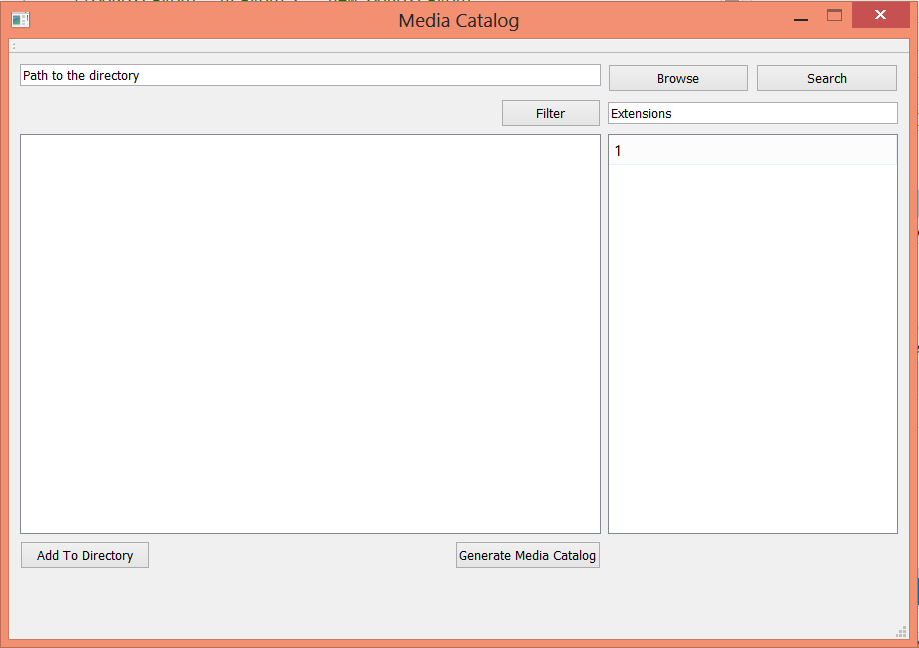 Media Catalog
Path to the directory
Browse
Search
Filter
Extensions
1
Add To Directory
Generate Media Catalog